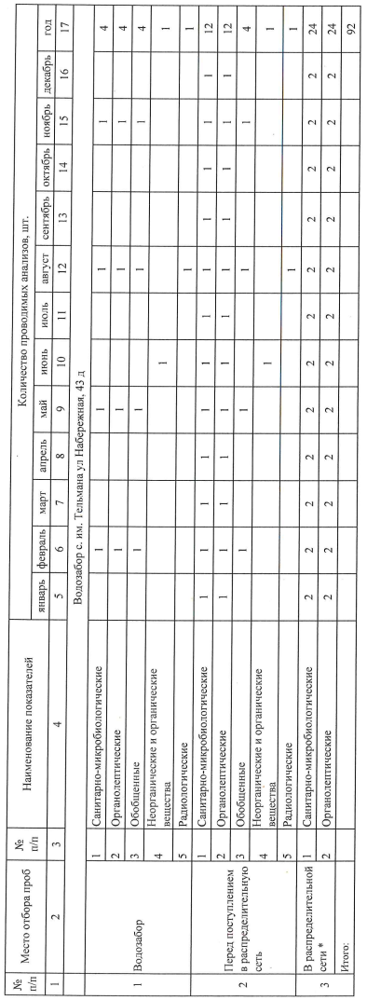 № п/п | Место отбора проб | № п/п | Наименование показателей | Количество проводимых анализов, шт.
январь | февраль | март | апрель | май | июнь | июль | август | сентябрь | октябрь | ноябрь | декабрь | год
1 | 2 | 3 | 4 | 5 | 6 | 7 | 8 | 9 | 10 | 11 | 12 | 13 | 14 | 15 | 16 | 17
Водозабор с. им. Тельмана ул Набережная, 43 д
1 | Водозабор | 1 | Санитарно-микробиологические | | 1 | | | 1 | | | 1 | | | 1 | | 4
2 | Органолептические | | 1 | | | 1 | | | 1 | | | 1 | | 4
3 | Обобщенные | | 1 | | | 1 | | | 1 | | | 1 | | 4
4 | Неорганические и органические вещества | | | | | | 1 | | | | | | | 1
5 | Радиологические | | | | | | | | 1 | | | | | 1
2 | Перед поступлением в распределительную сеть | 1 | Санитарно-микробиологические | 1 | 1 | 1 | 1 | 1 | 1 | 1 | 1 | 1 | 1 | 1 | 1 | 12
2 | Органолептические | 1 | 1 | 1 | 1 | 1 | 1 | 1 | 1 | 1 | 1 | 1 | 1 | 12
3 | Обобщенные | | 1 | | | 1 | | | 1 | | | 1 | | 4
4 | Неорганические и органические вещества | | | | | | 1 | | | | | | | 1
5 | Радиологические | | | | | | | | 1 | | | | | 1
3 | В распределительной сети * | 1 | Санитарно-микробиологические | 2 | 2 | 2 | 2 | 2 | 2 | 2 | 2 | 2 | 2 | 2 | 2 | 24
2 | Органолептические | 2 | 2 | 2 | 2 | 2 | 2 | 2 | 2 | 2 | 2 | 2 | 2 | 24
Итого: | 92